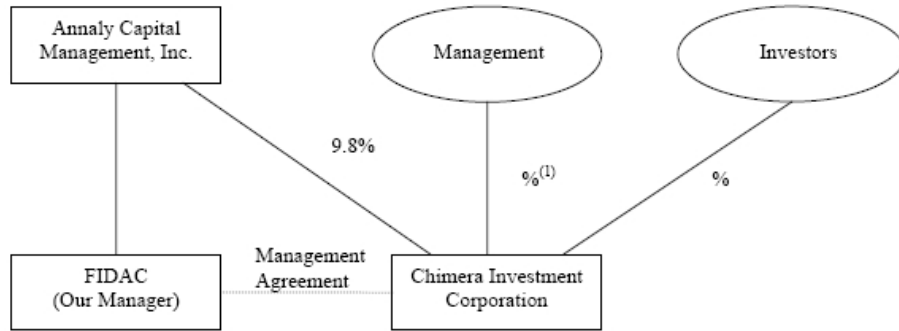 Annaly Capital
Management, Inc.
Management
Investors
9.8%
%(1)
%
Management
Agreement
FIDAC
(Our Manager)
Chimera Investment
Corporation